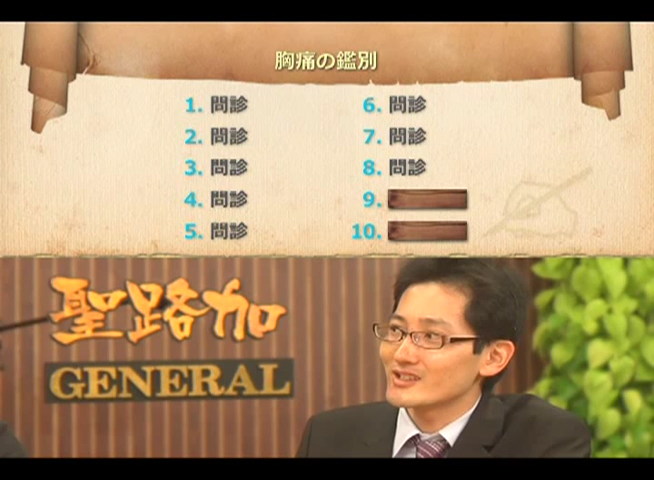 胸痛の鑑別
1. 問診
2. 問診
3. 問診
4. 問診
5. 問診
6. 問診
7. 問診
8. 問診
9.
10.
聖路加
GENERAL